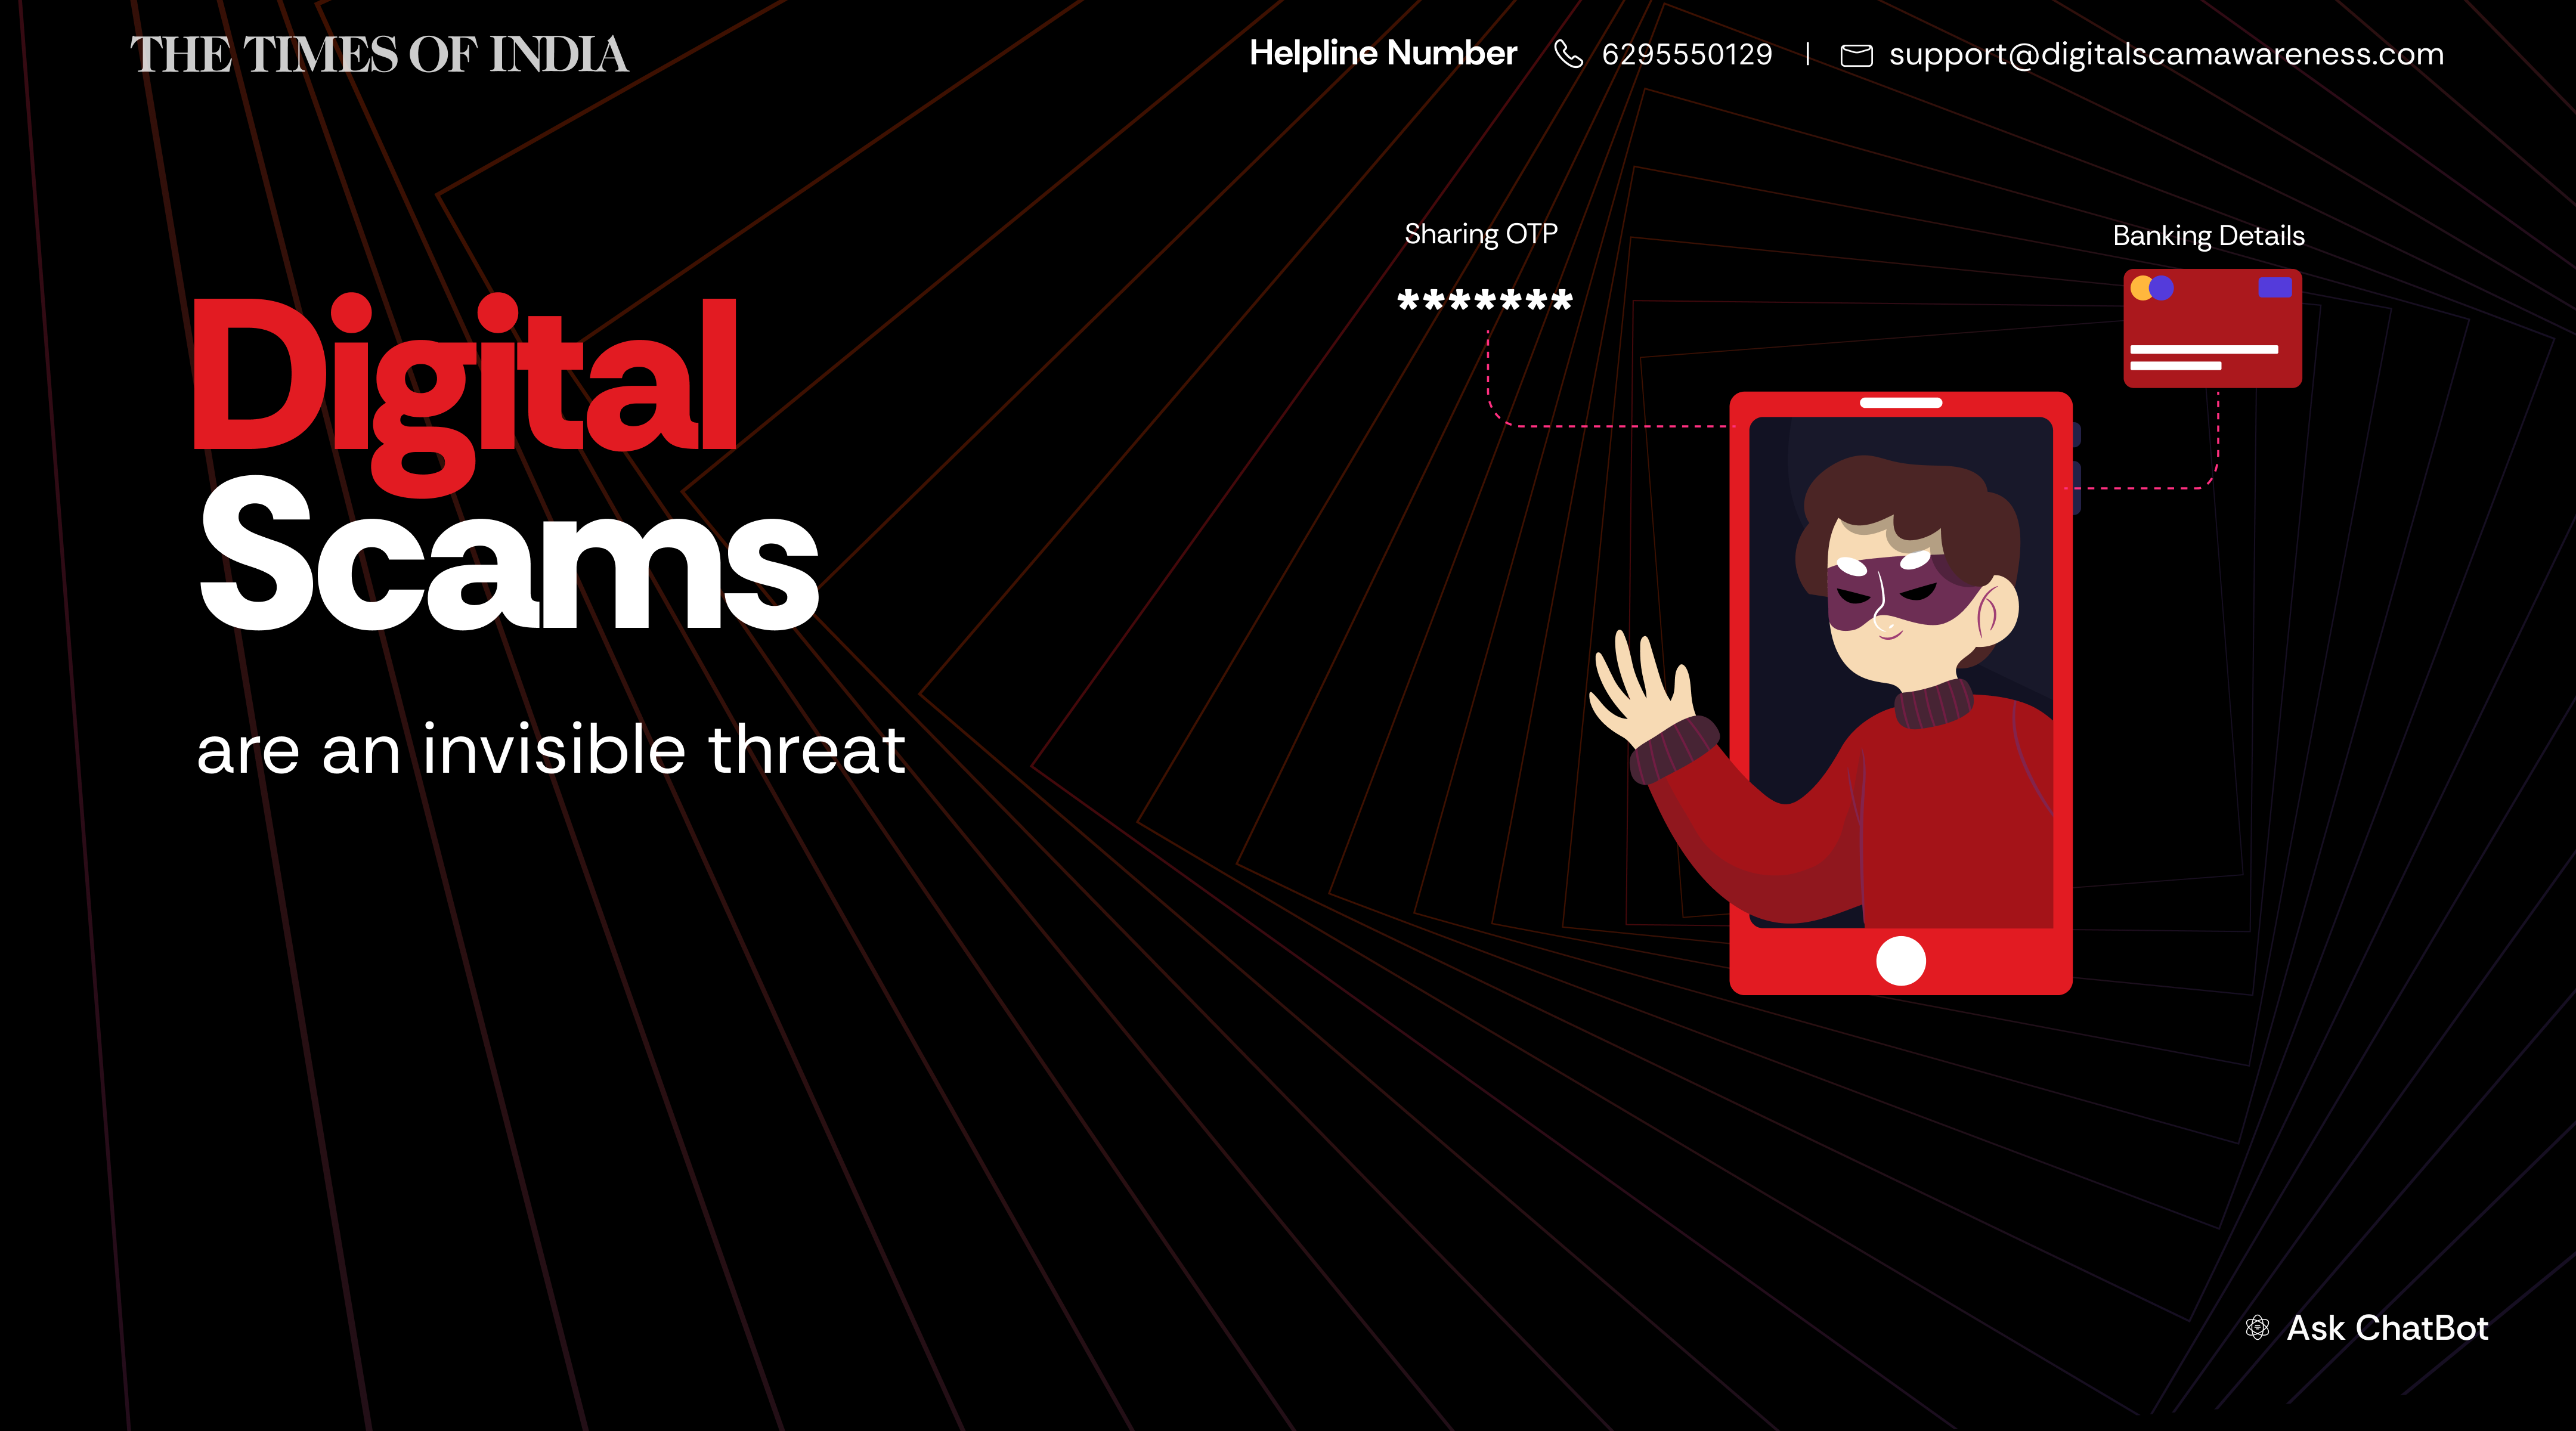 THE TIMES OF INDIA
Helpline Number 6295550129 | support@digitalscamawareness.com
Sharing OTP
*******
Banking Details
Digital
Scams
are an invisible threat
Ask ChatBot